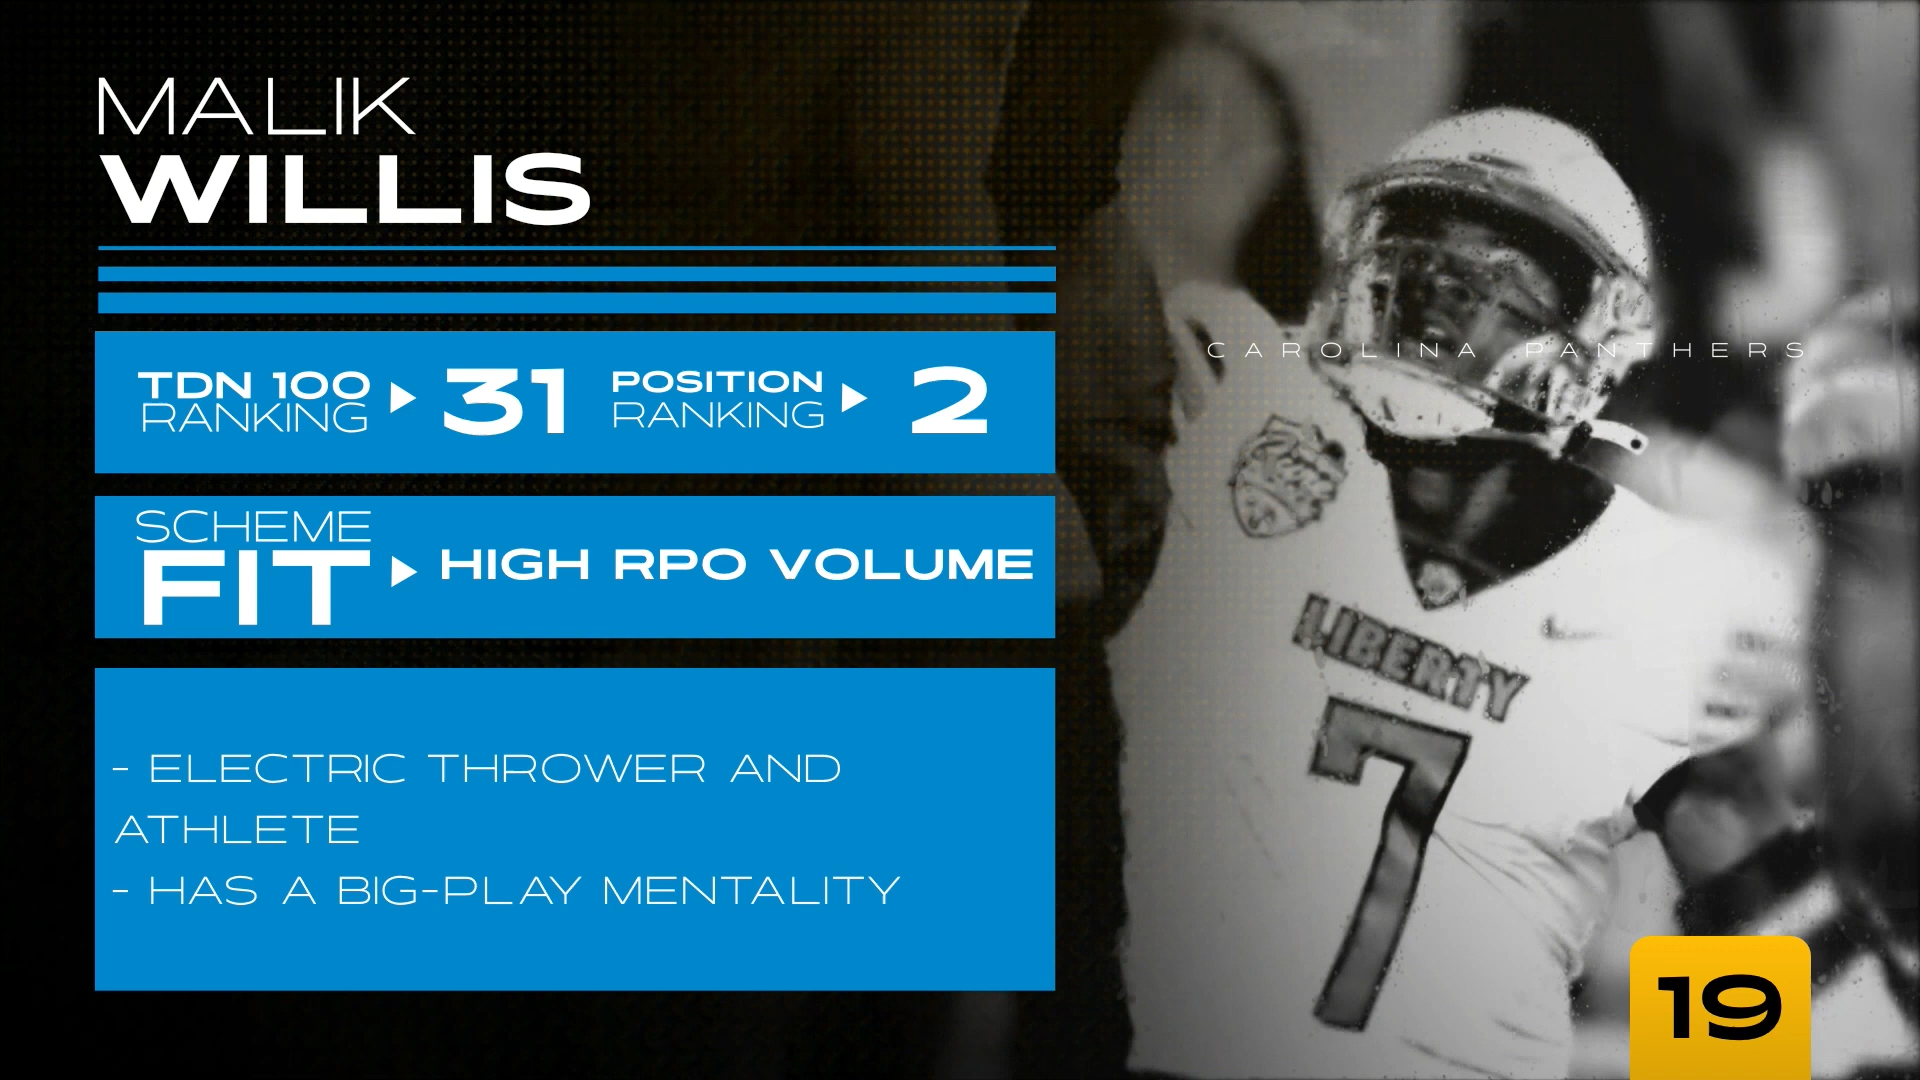 MALIK
WILLIS
TDN 100
RANKING
31
POSITION
RANKING
2
CAROLINA PANTHERS
SCHEME
FIT
HIGH RPO VOLUME
LIBERTY
7
- ELECTRIC THROWER AND
ATHLETE
- HAS A BIG-PLAY MENTALITY
19